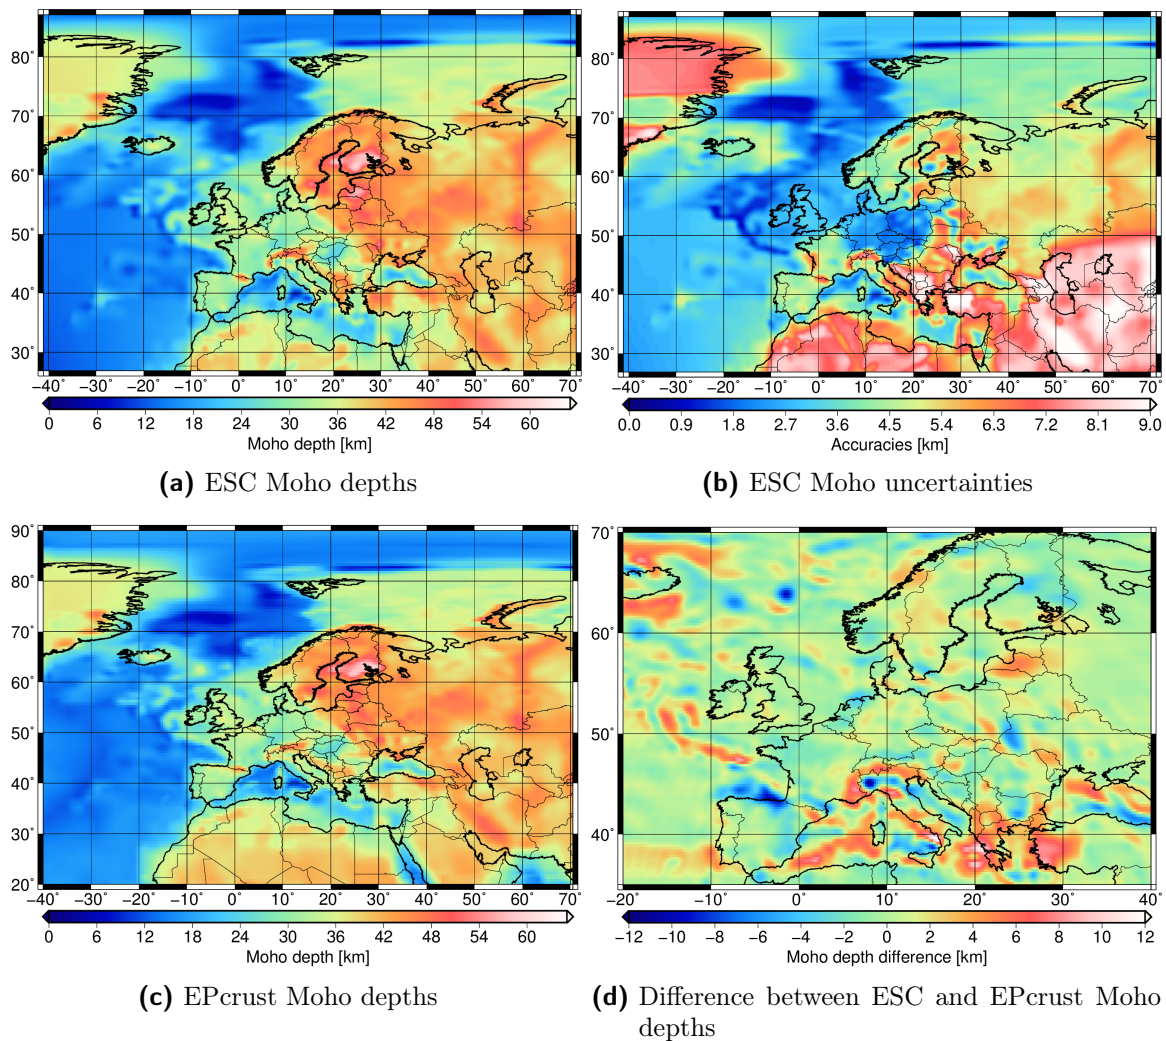 80˚ 80˚
70˚ 70˚
60˚ 60˚
50˚ 50˚
40˚ 40˚
30˚ 30˚
−40˚ −30˚ −20˚ −10˚ 0˚ 10˚ 20˚ 30˚ 40˚ 50˚ 60˚ 70˚ −40˚ −30˚ −20˚ −10˚ 0˚ 10˚ 20˚ 30˚ 40˚ 50˚ 60˚ 70˚
0 6 12 18 24 30 36 42 48 54 60 0.0 0.9 1.8 2.7 3.6 4.5 5.4 6.3 7.2 8.1 9.0
Moho depth [km] Accuracies [km]
(a) ESC Moho depths (b) ESC Moho uncertainties
90˚ 70˚
80˚
70˚ 60˚
60˚
50˚ 50˚
40˚
30˚ 40˚
20˚
−40˚ −30˚ −20˚ −10˚ 0˚ 10˚ 20˚ 30˚ 40˚ 50˚ 60˚ 70˚ −20˚ −10˚ 0˚ 10˚ 20˚ 30˚ 40˚
0 6 12 18 24 30 36 42 48 54 60 −12 −10 −8 −6 −4 −2 0 2 4 6 8 10 12
Moho depth [km] Moho depth difference [km]
(c) EPcrust Moho depths (d) Difference between ESC and EPcrust Moho
depths